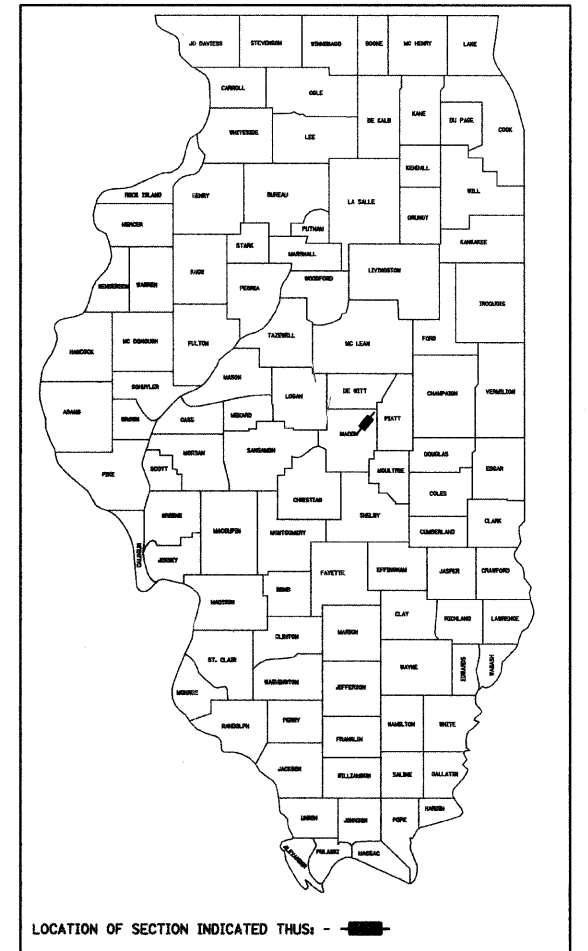 JO DAVIESS STEVENSON WINNEBAGO BOONE MC HENRY LAKE
CARROLL OGLE DE KALB KANE DU PAGE COOK
WHITESIDE LEE
KENDALL WILL
ROCK ISLAND HENRY BUREAU LA SALLE GRUNDY
MERCER PUTNAM KANKAKEE
STARK MARSHALL
HENDERSON WARREN KNOX PEORIA WOODFORD LIVINGSTON
IROQUOIS
HANCOCK MC DONOUGH FULTON TAZEWELL MC LEAN FORD
SCHUYLER MASON LOGAN DE WITT CHAMPAIGN VERMILION
ADAMS BROWN CASS MENARD MACON PIATT
MORGAN SANGAMON DOUGLAS
PIKE SCOTT MOULTRIE EDGAR
CHRISTIAN COLES
GREENE MACOUPIN MONTGOMERY SHELBY CLARK
CALHOUN JERSEY CUMBERLAND
FAYETTE EFFINGHAM JASPER CRAWFORD
MADISON BOND
CLAY RICHLAND LAWRENCE
CLINTON MARION
ST. CLAIR WAYNE EDWARDS WABASH
MONROE WASHINGTON JEFFERSON
RANDOLPH PERRY HAMILTON WHITE
FRANKLIN
JACKSON WILLIAMSON SALINE GALLATIN
HARDIN
UNION JOHNSON POPE
ALEXANDER PULASKI MASSAC
LOCATION OF SECTION INDICATED THUS: -